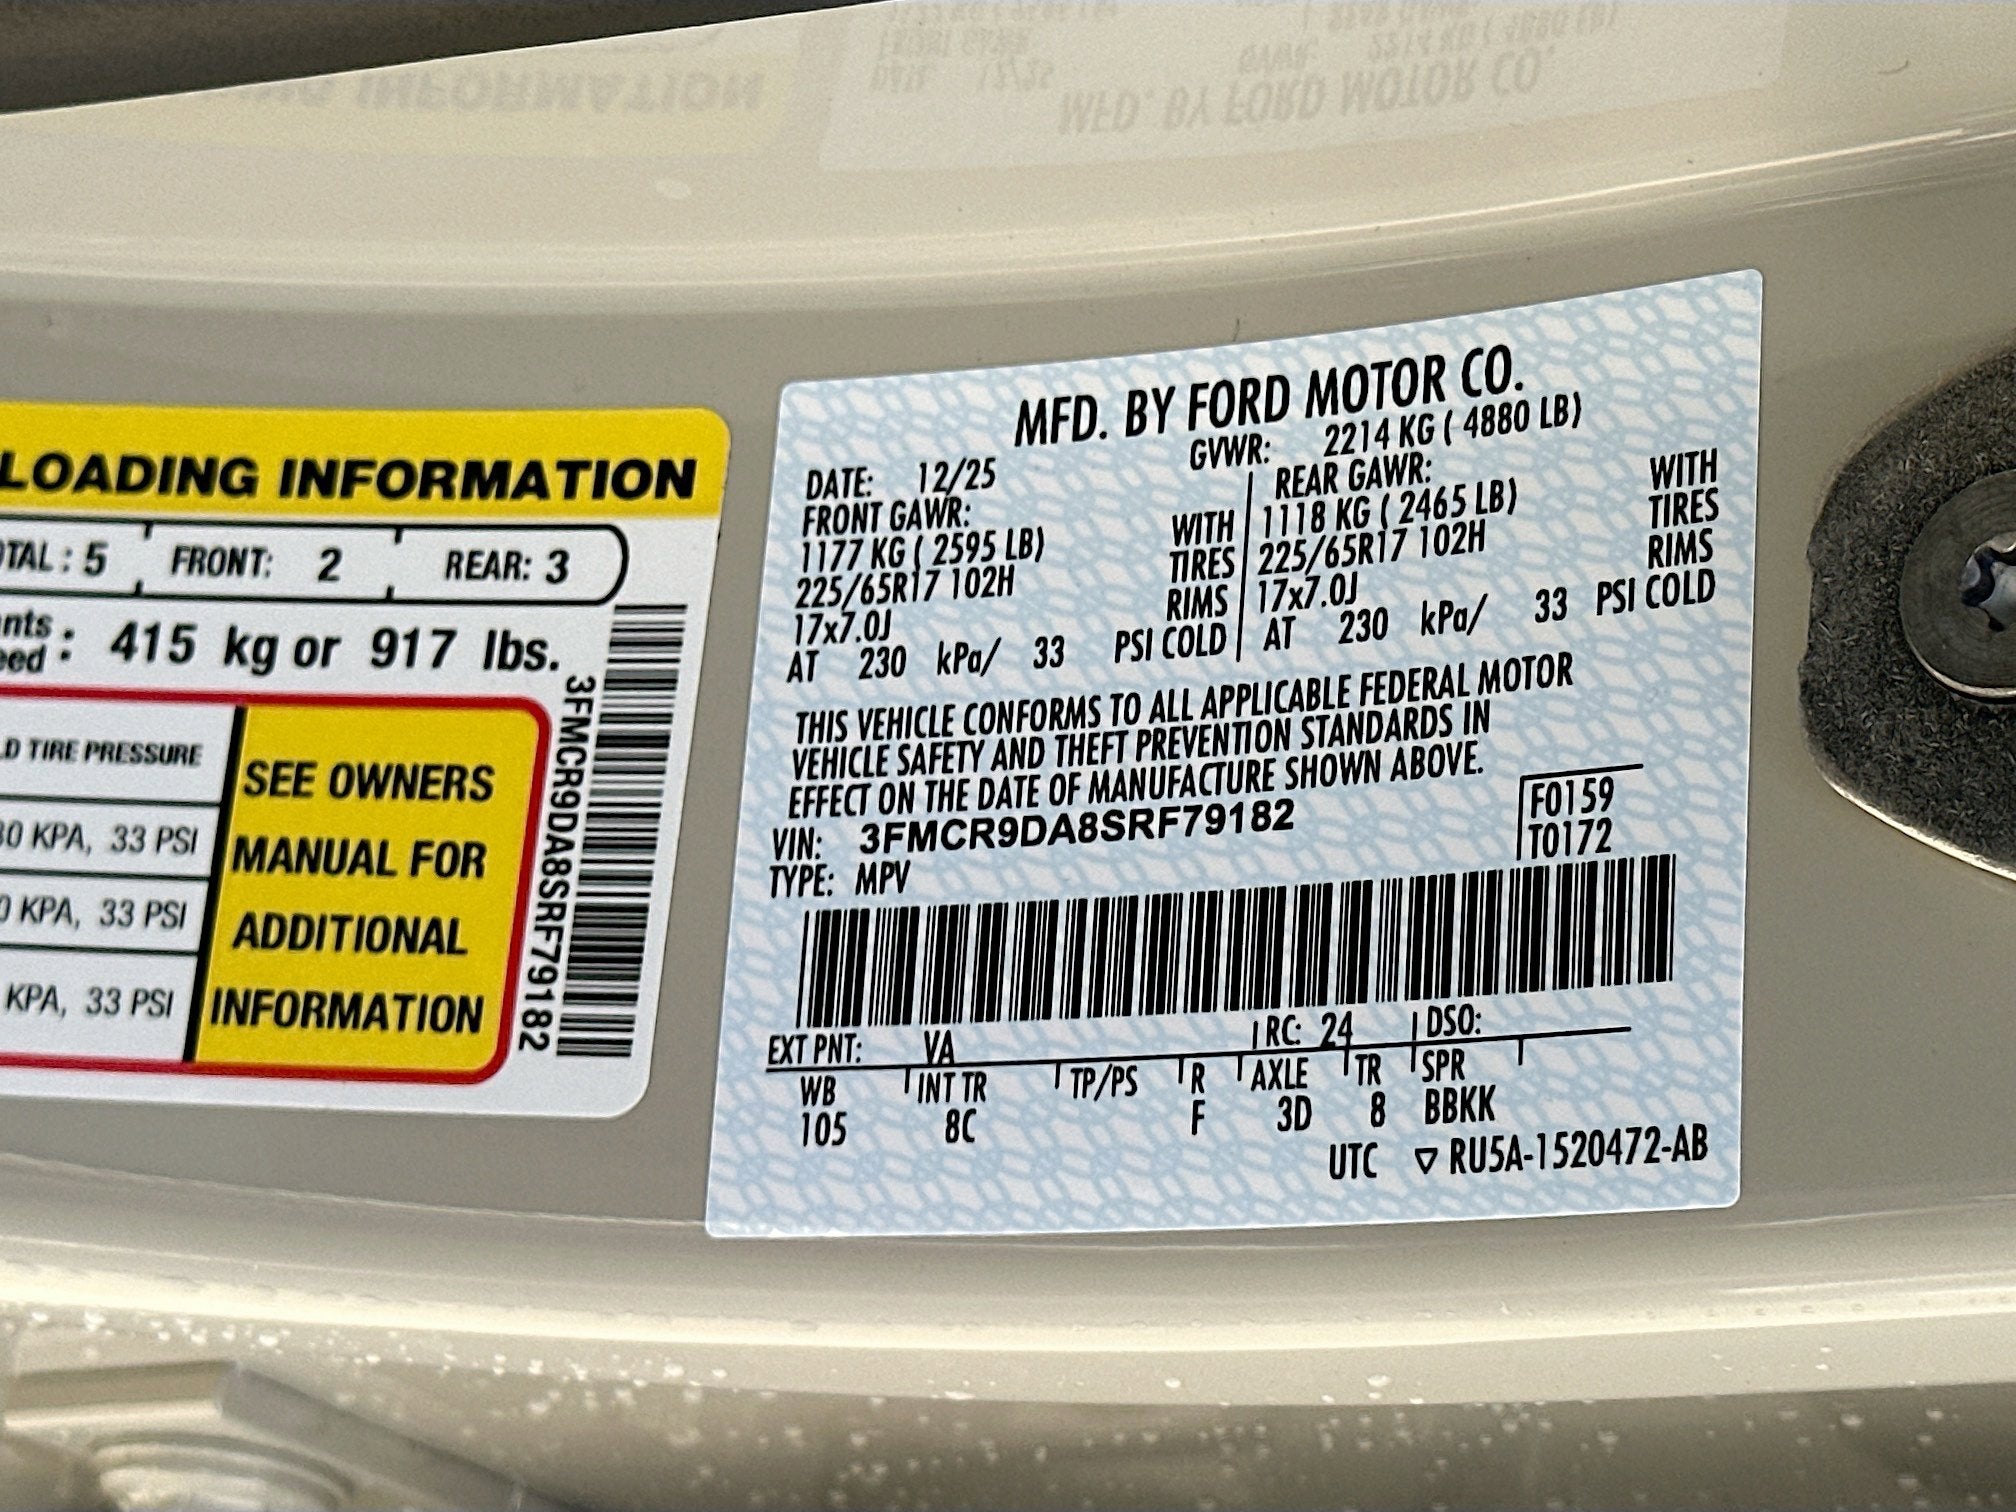 LOADING INFORMATION
TAL : 5 FRONT: 2 REAR: 3
415 kg or 917 lbs.
TIRE PRESSURE
KPA, 33 PSI
KPA, 33 PSI
KPA, 33 PSI
SEE OWNERS
MANUAL FOR
ADDITIONAL
INFORMATION
3FMCR9DA8SRF79182
MFD. BY FORD MOTOR CO.
DATE: 12/25 GVWR: 2214 KG ( 4880 LB)
FRONT GAWR: REAR GAWR:
1177 KG ( 2595 LB) WITH 1118 KG ( 2465 LB) WITH
225/65R17 102H TIRES 225/65R17 102H TIRES
17x7.0J RIMS 17x7.0J RIMS
AT 230 kPa/ 33 PSI COLD AT 230 kPa/ 33 PSI COLD
THIS VEHICLE CONFORMS TO ALL APPLICABLE FEDERAL MOTOR
VEHICLE SAFETY AND THEFT PREVENTION STANDARDS IN
EFFECT ON THE DATE OF MANUFACTURE SHOWN ABOVE.
VIN: 3FMCR9DA8SRF79182 F0159
TYPE: MPV T0172
EXT PNT: VA RC: 24 DSO:
WB INT TR TP/PS R AXLE TR SPR
105 8C F 3D 8 BBKK
UTC ▽ RU5A-1520472-AB